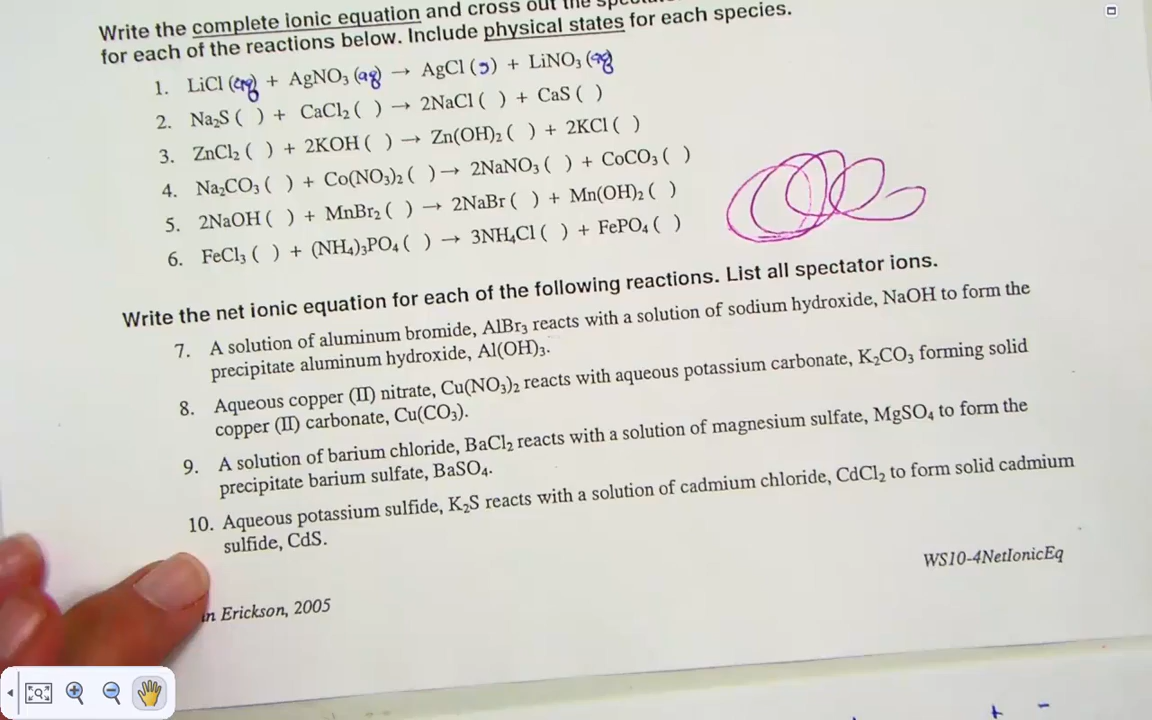 Write the complete ionic equation and cross out the
for each of the reactions below. Include physical states for each species.
1. LiCl (aq) + AgNO₃ (aq) → AgCl (s) + LiNO₃ (aq)
2. Na₂S ( ) + CaCl₂ ( ) → 2NaCl ( ) + CaS ( )
3. ZnCl₂ ( ) + 2KOH ( ) → Zn(OH)₂ ( ) + 2KCl ( )
4. Na₂CO₃ ( ) + Co(NO₃)₂ ( ) → 2NaNO₃ ( ) + CoCO₃ ( )
5. 2NaOH ( ) + MnBr₂ ( ) → 2NaBr ( ) + Mn(OH)₂ ( )
6. FeCl₃ ( ) + (NH₄)₃PO₄ ( ) → 3NH₄Cl ( ) + FePO₄ ( )
Write the net ionic equation for each of the following reactions. List all spectator ions.
7. A solution of aluminum bromide, AlBr₃ reacts with a solution of sodium hydroxide, NaOH to form the
precipitate aluminum hydroxide, Al(OH)₃.
8. Aqueous copper (II) nitrate, Cu(NO₃)₂ reacts with aqueous potassium carbonate, K₂CO₃ forming solid
copper (II) carbonate, Cu(CO₃).
9. A solution of barium chloride, BaCl₂ reacts with a solution of magnesium sulfate, MgSO₄ to form the
precipitate barium sulfate, BaSO₄.
10. Aqueous potassium sulfide, K₂S reacts with a solution of cadmium chloride, CdCl₂ to form solid cadmium
sulfide, CdS.
WS10-4NetIonicEq
Erickson, 2005
+ -